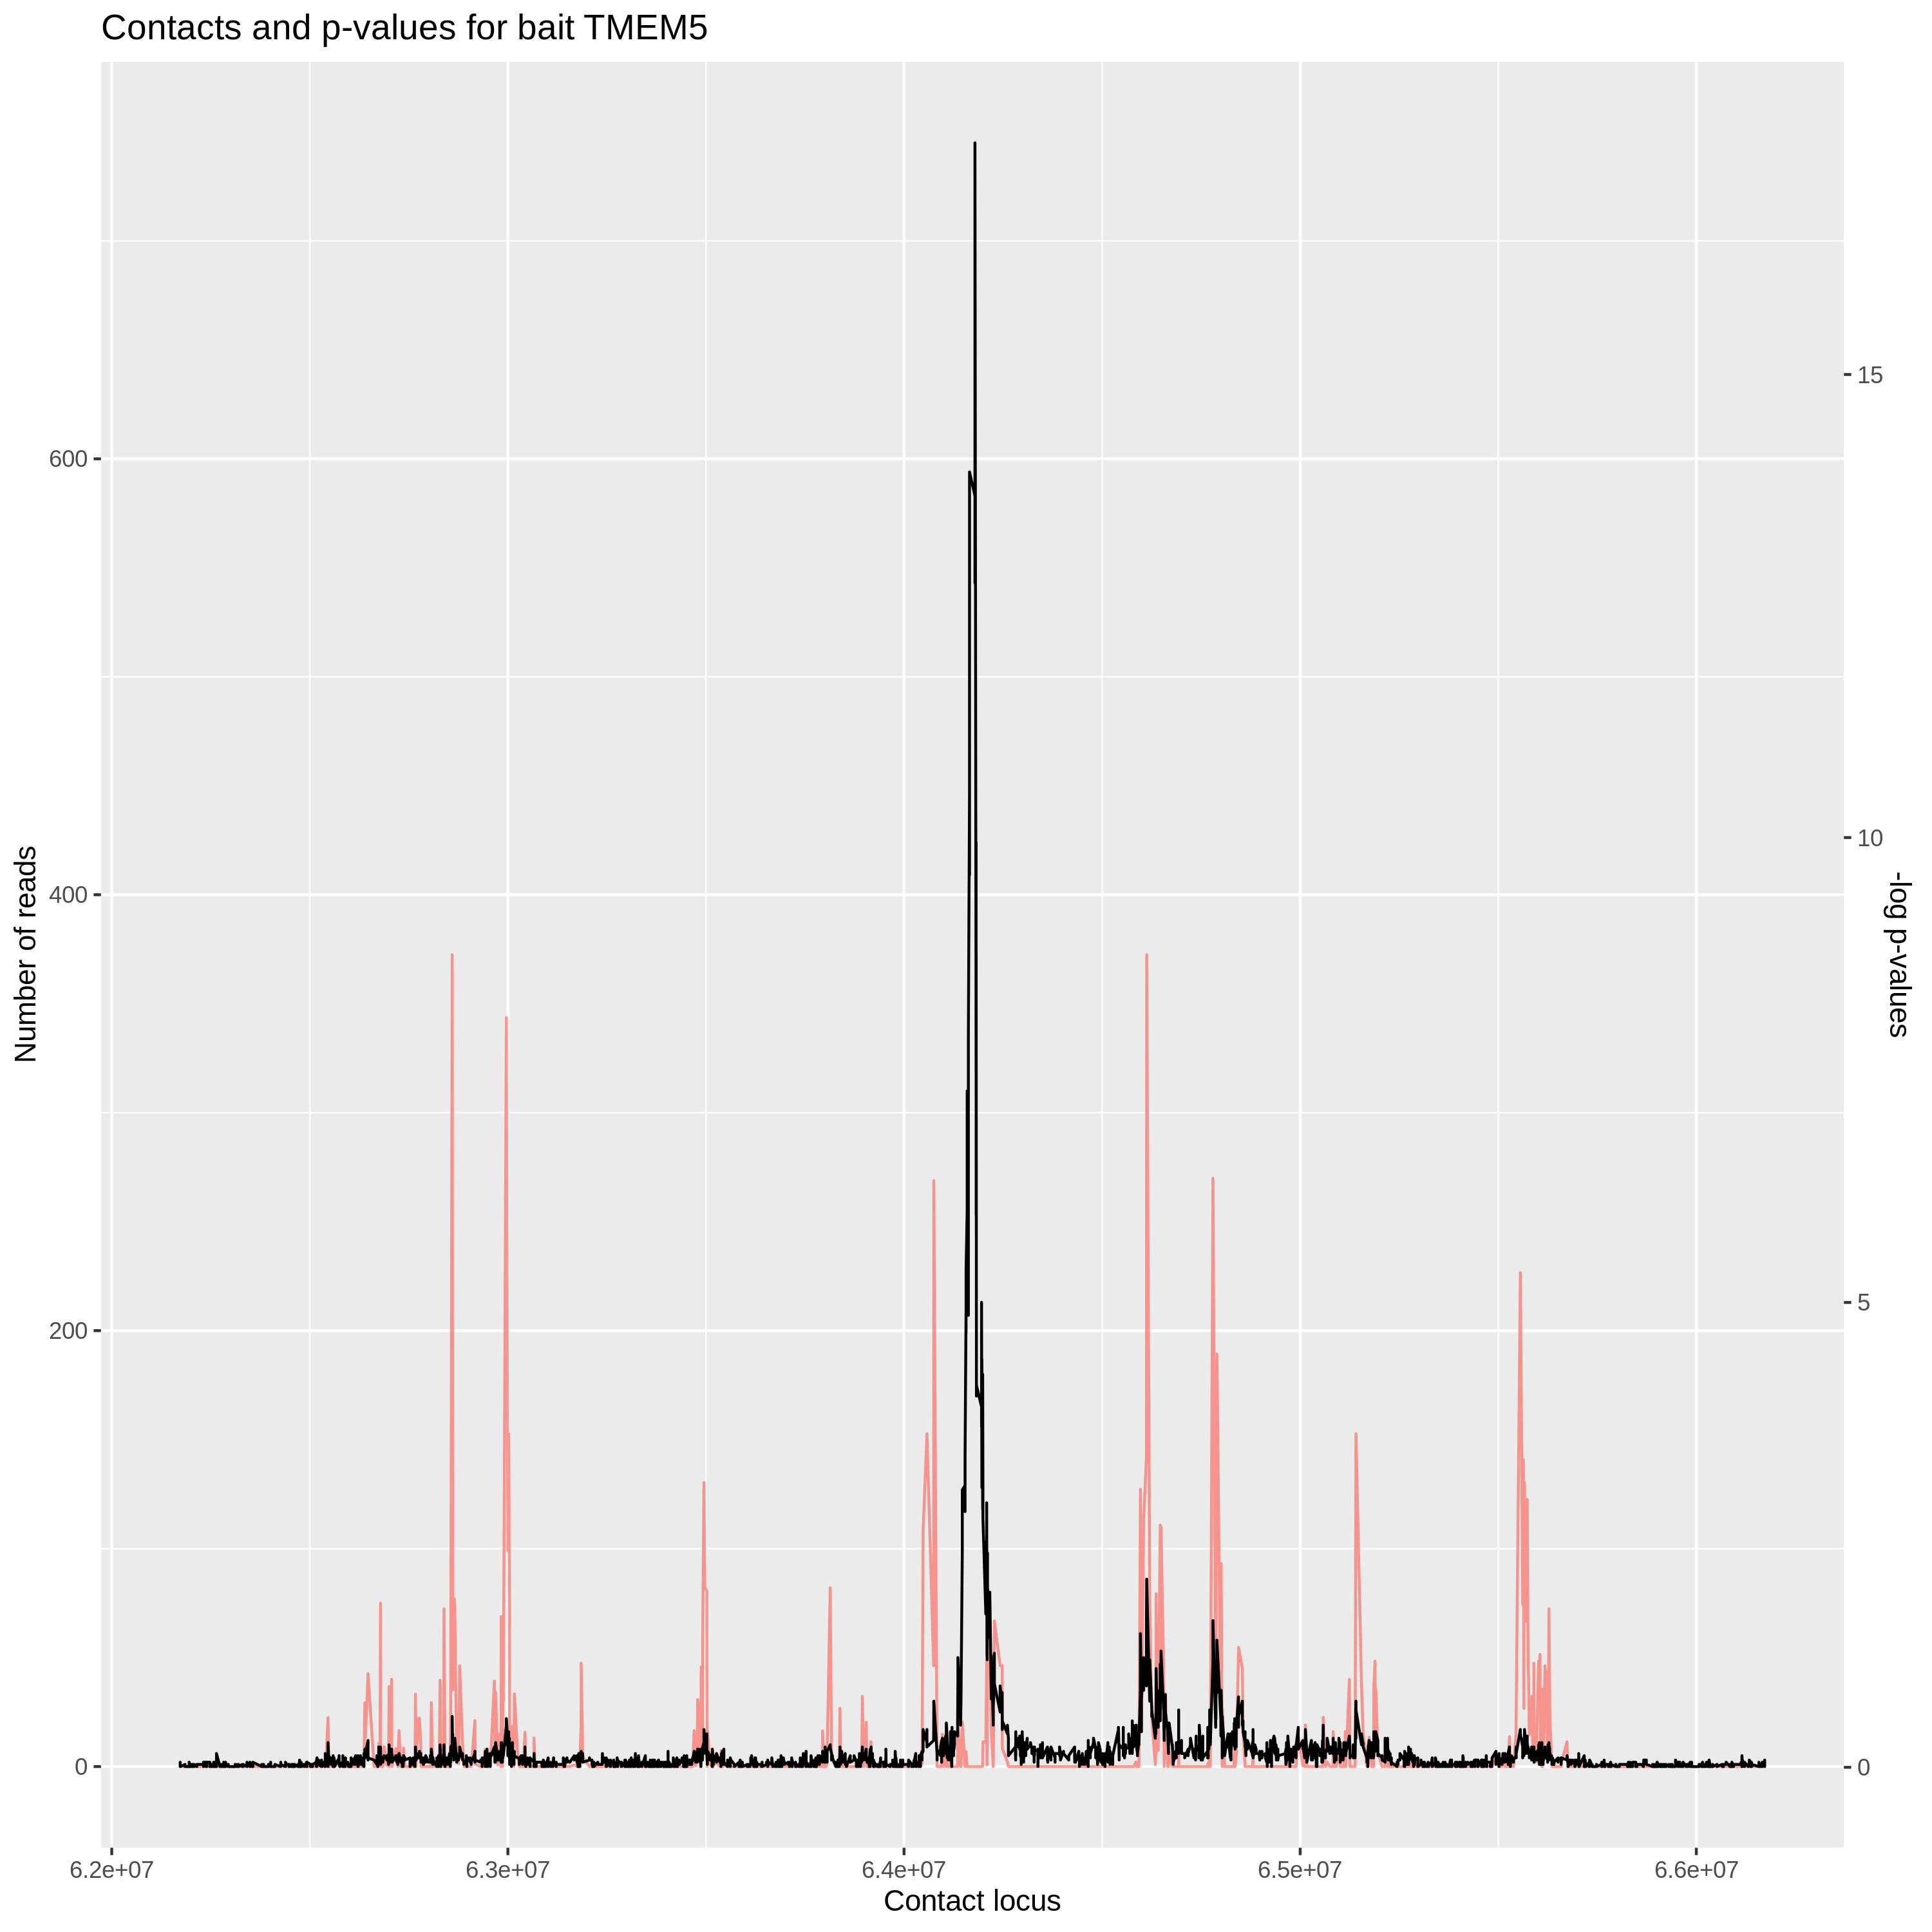 Contacts and p-values for bait TMEM5
Number of reads
600
400
200
0
15
10
5
0
-log p-values
6.2e+07
6.3e+07
6.4e+07
6.5e+07
6.6e+07
Contact locus